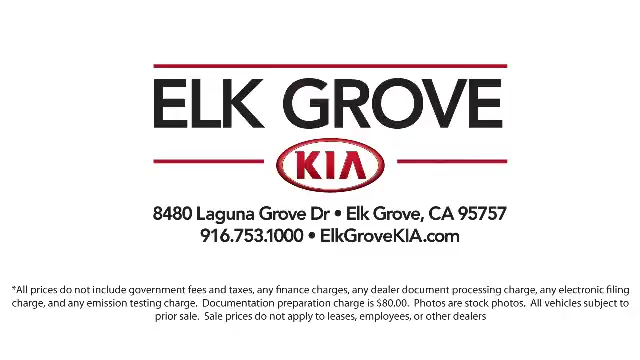 ELK GROVE
KIA
8480 Laguna Grove Dr • Elk Grove, CA 95757
916.753.1000 • ElkGroveKIA.com
*All prices do not include government fees and taxes, any finance charges, any dealer document processing charge, any electronic filing
charge, and any emission testing charge. Documentation preparation charge is $80.00. Photos are stock photos. All vehicles subject to
prior sale. Sale prices do not apply to leases, employees, or other dealers